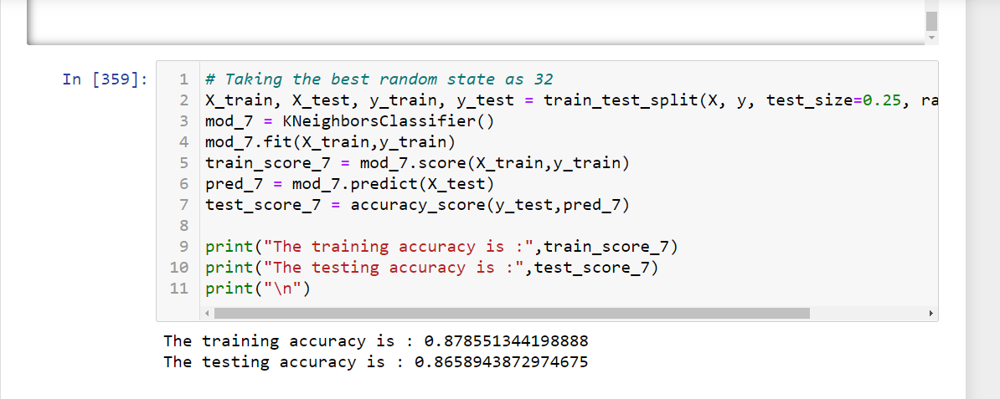 In [359]:
1 # Taking the best random state as 32
2 X_train, X_test, y_train, y_test = train_test_split(X, y, test_size=0.25, ra
3 mod_7 = KNeighborsClassifier()
4 mod_7.fit(X_train,y_train)
5 train_score_7 = mod_7.score(X_train,y_train)
6 pred_7 = mod_7.predict(X_test)
7 test_score_7 = accuracy_score(y_test,pred_7)
8
9 print("The training accuracy is :",train_score_7)
10 print("The testing accuracy is :",test_score_7)
11 print("\n")
The training accuracy is : 0.878551344198888
The testing accuracy is : 0.8658943872974675